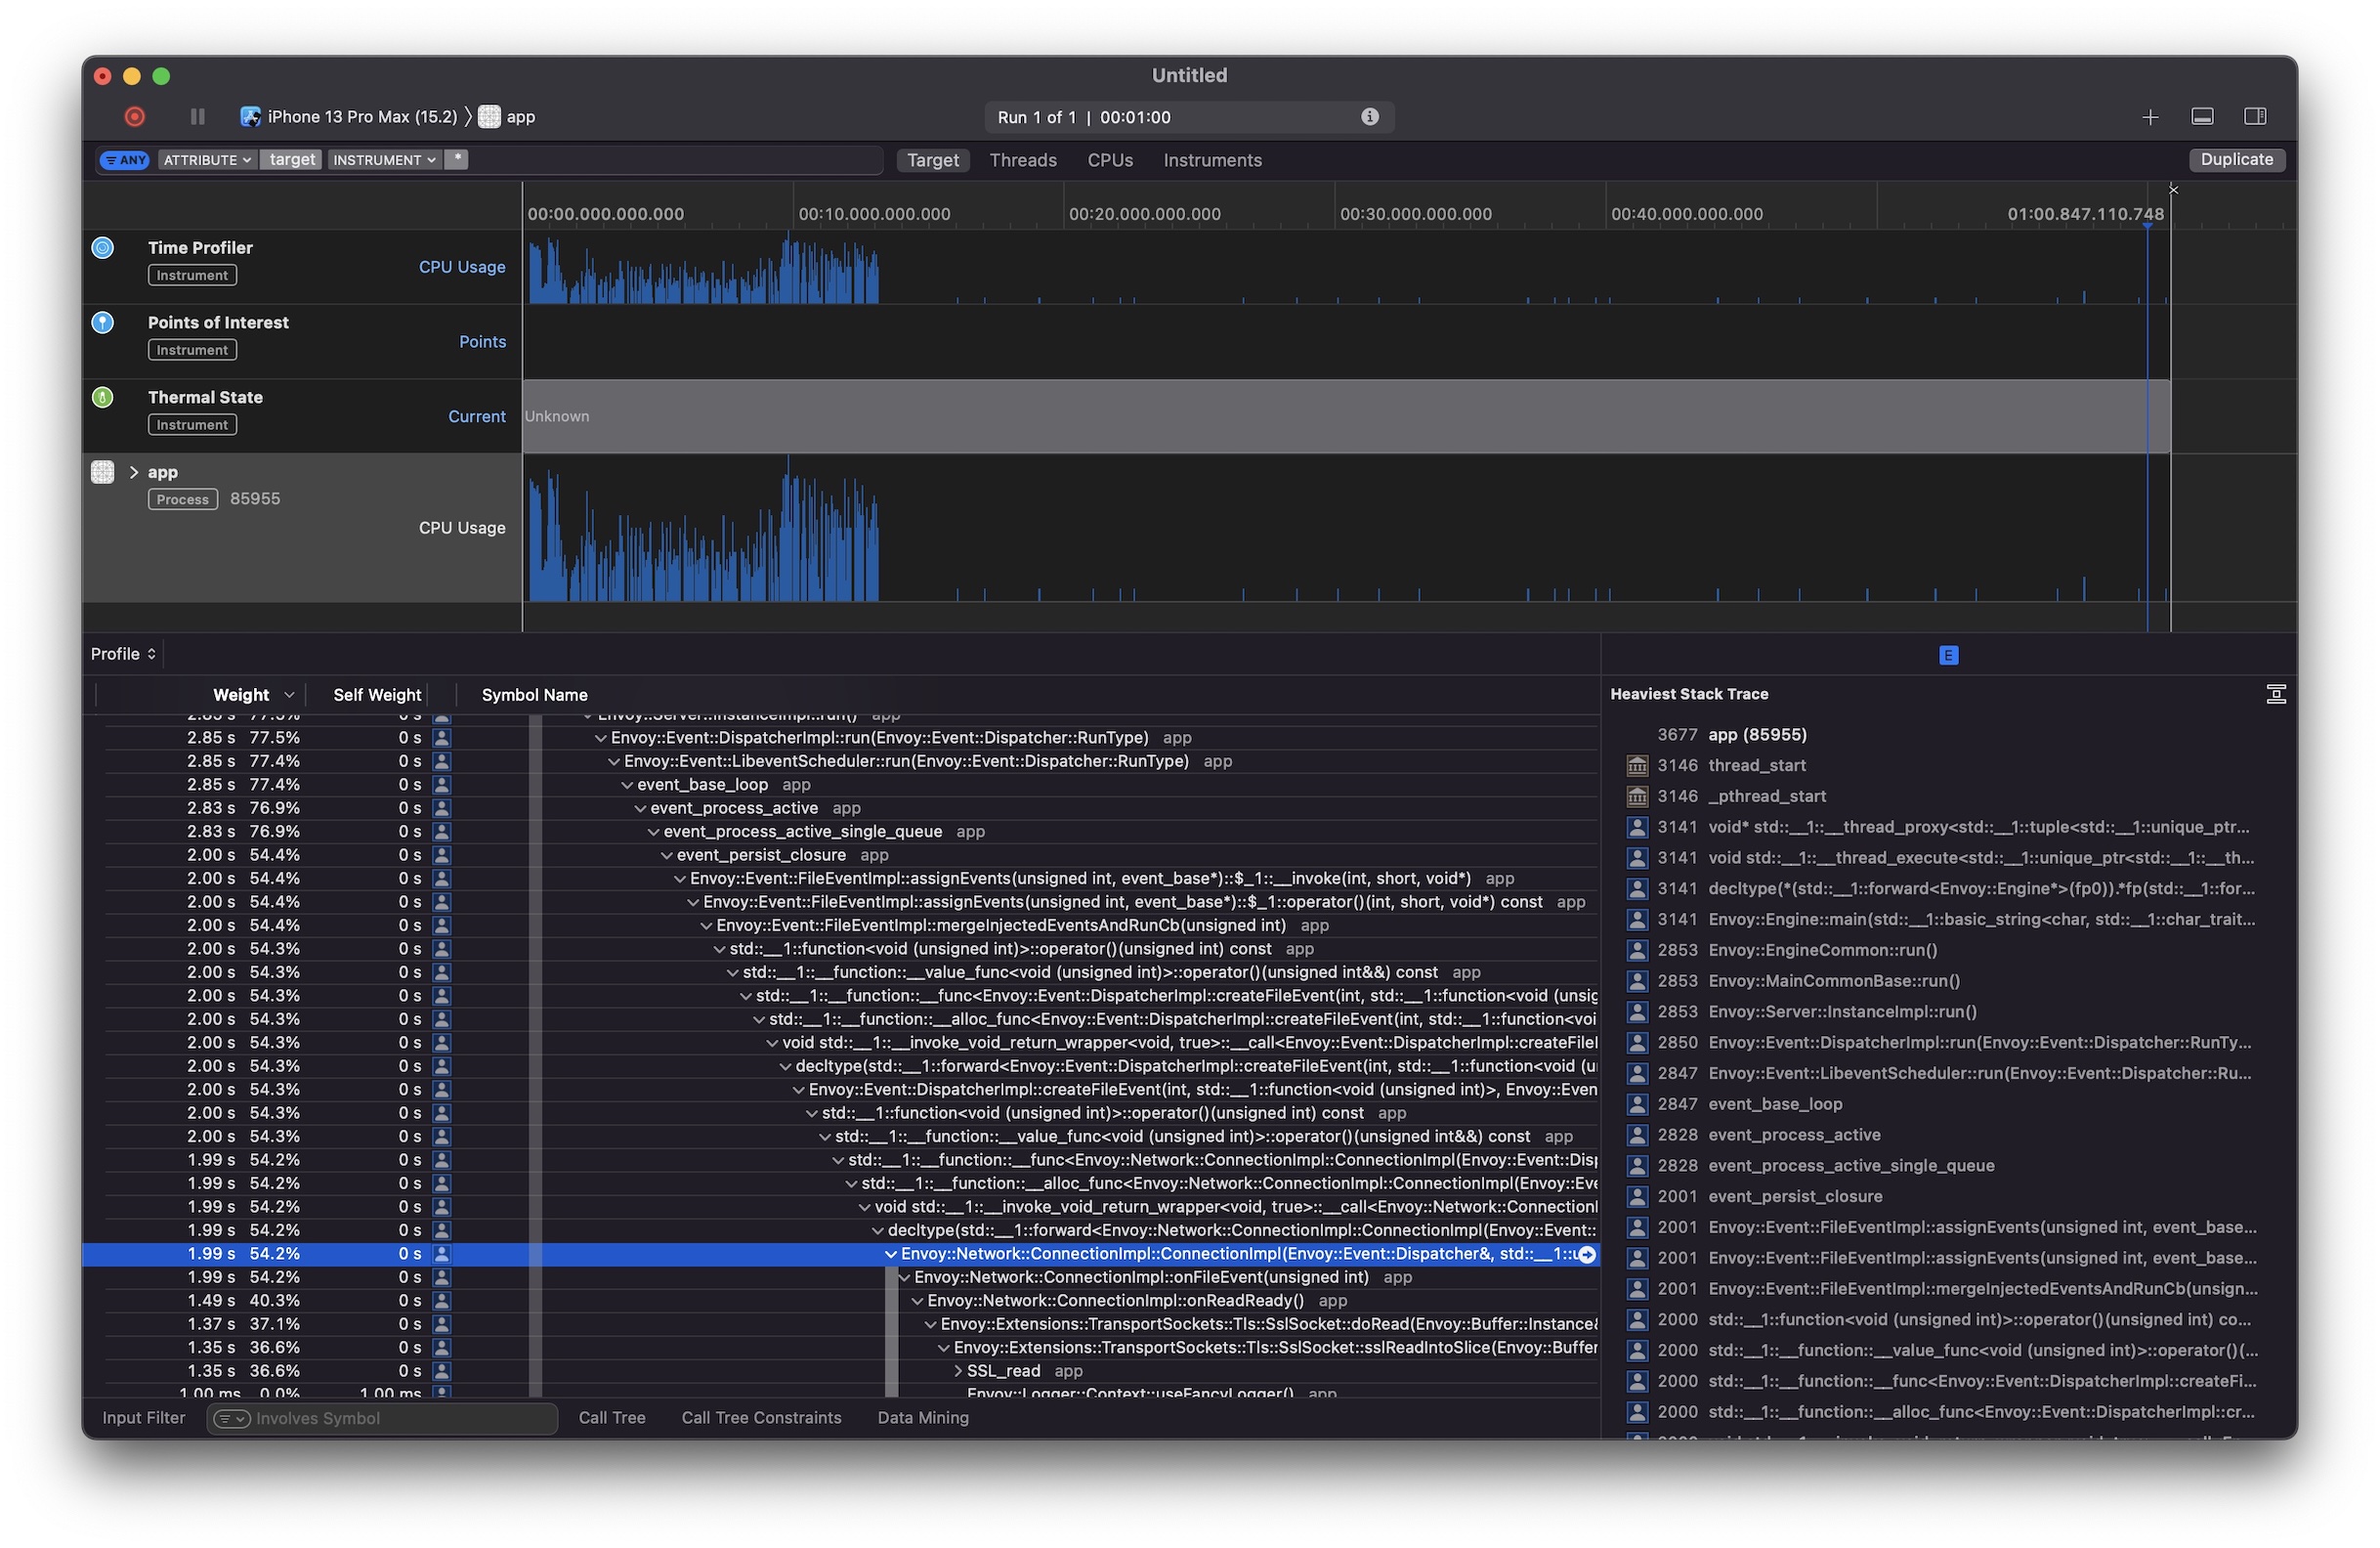 Untitled
iPhone 13 Pro Max (15.2) 〉 app
Run 1 of 1 | 00:01:00
ANY ATTRIBUTE target INSTRUMENT *
Target Threads CPUs Instruments
Duplicate
00:00.000.000.000 00:10.000.000.000 00:20.000.000.000 00:30.000.000.000 00:40.000.000.000 01:00.847.110.748
Time Profiler
Instrument
CPU Usage
Points of Interest
Instrument
Points
Thermal State
Instrument
Current
Unknown
app
Process 85955
CPU Usage
Profile
E
Weight Self Weight Symbol Name
2.85 s 77.5% 0 s Envoy::Server::InstanceImpl::run() app
2.85 s 77.5% 0 s Envoy::Event::DispatcherImpl::run(Envoy::Event::Dispatcher::RunType) app
2.85 s 77.4% 0 s Envoy::Event::LibeventScheduler::run(Envoy::Event::Dispatcher::RunType) app
2.85 s 77.4% 0 s event_base_loop app
2.83 s 76.9% 0 s event_process_active app
2.83 s 76.9% 0 s event_process_active_single_queue app
2.00 s 54.4% 0 s event_persist_closure app
2.00 s 54.4% 0 s Envoy::Event::FileEventImpl::assignEvents(unsigned int, event_base*)::$_1::__invoke(int, short, void*) app
2.00 s 54.4% 0 s Envoy::Event::FileEventImpl::assignEvents(unsigned int, event_base*)::$_1::operator()(int, short, void*) const app
2.00 s 54.4% 0 s Envoy::Event::FileEventImpl::mergeInjectedEventsAndRunCb(unsigned int) app
2.00 s 54.3% 0 s std::__1::function<void (unsigned int)>::operator()(unsigned int) const app
2.00 s 54.3% 0 s std::__1::__function::__value_func<void (unsigned int)>::operator()(unsigned int&&) const app
2.00 s 54.3% 0 s std::__1::__function::__func<Envoy::Event::DispatcherImpl::createFileEvent(int, std::__1::function<void (unsig
2.00 s 54.3% 0 s std::__1::__function::__alloc_func<Envoy::Event::DispatcherImpl::createFileEvent(int, std::__1::function<voi
2.00 s 54.3% 0 s void std::__1::__invoke_void_return_wrapper<void, true>::__call<Envoy::Event::DispatcherImpl::createFileI
2.00 s 54.3% 0 s decltype(std::__1::forward<Envoy::Event::DispatcherImpl::createFileEvent(int, std::__1::function<void (u
2.00 s 54.3% 0 s Envoy::Event::DispatcherImpl::createFileEvent(int, std::__1::function<void (unsigned int)>, Envoy::Even
2.00 s 54.3% 0 s std::__1::function<void (unsigned int)>::operator()(unsigned int) const app
2.00 s 54.3% 0 s std::__1::__function::__value_func<void (unsigned int)>::operator()(unsigned int&&) const app
1.99 s 54.2% 0 s std::__1::__function::__func<Envoy::Network::ConnectionImpl::ConnectionImpl(Envoy::Event::Disp
1.99 s 54.2% 0 s std::__1::__function::__alloc_func<Envoy::Network::ConnectionImpl::ConnectionImpl(Envoy::Eve
1.99 s 54.2% 0 s void std::__1::__invoke_void_return_wrapper<void, true>::__call<Envoy::Network::ConnectionI
1.99 s 54.2% 0 s decltype(std::__1::forward<Envoy::Network::ConnectionImpl::ConnectionImpl(Envoy::Event::
1.99 s 54.2% 0 s Envoy::Network::ConnectionImpl::ConnectionImpl(Envoy::Event::Dispatcher&, std::__1::u
1.99 s 54.2% 0 s Envoy::Network::ConnectionImpl::onFileEvent(unsigned int) app
1.49 s 40.3% 0 s Envoy::Network::ConnectionImpl::onReadReady() app
1.37 s 37.1% 0 s Envoy::Extensions::TransportSockets::Tls::SslSocket::doRead(Envoy::Buffer::Instance&
1.35 s 36.6% 0 s Envoy::Extensions::TransportSockets::Tls::SslSocket::sslReadIntoSlice(Envoy::Buffer
1.35 s 36.6% 0 s SSL_read app
1.00 ms 0.0% 1.00 ms Envoy::Logger::Context::useFancyLogger() app
Input Filter Involves Symbol Call Tree Call Tree Constraints Data Mining
Heaviest Stack Trace
3677 app (85955)
3146 thread_start
3146 _pthread_start
3141 void* std::__1::__thread_proxy<std::__1::tuple<std::__1::unique_ptr...
3141 void std::__1::__thread_execute<std::__1::unique_ptr<std::__1::__th...
3141 decltype(*(std::__1::forward<Envoy::Engine*>(fp0)).*fp(std::__1::for...
3141 Envoy::Engine::main(std::__1::basic_string<char, std::__1::char_trait...
2853 Envoy::EngineCommon::run()
2853 Envoy::MainCommonBase::run()
2853 Envoy::Server::InstanceImpl::run()
2850 Envoy::Event::DispatcherImpl::run(Envoy::Event::Dispatcher::RunTy...
2847 Envoy::Event::LibeventScheduler::run(Envoy::Event::Dispatcher::Ru...
2847 event_base_loop
2828 event_process_active
2828 event_process_active_single_queue
2001 event_persist_closure
2001 Envoy::Event::FileEventImpl::assignEvents(unsigned int, event_base...
2001 Envoy::Event::FileEventImpl::assignEvents(unsigned int, event_base...
2001 Envoy::Event::FileEventImpl::mergeInjectedEventsAndRunCb(unsign...
2000 std::__1::function<void (unsigned int)>::operator()(unsigned int) co...
2000 std::__1::__function::__value_func<void (unsigned int)>::operator()(...
2000 std::__1::__function::__func<Envoy::Event::DispatcherImpl::createFi...
2000 std::__1::__function::__alloc_func<Envoy::Event::DispatcherImpl::cr...